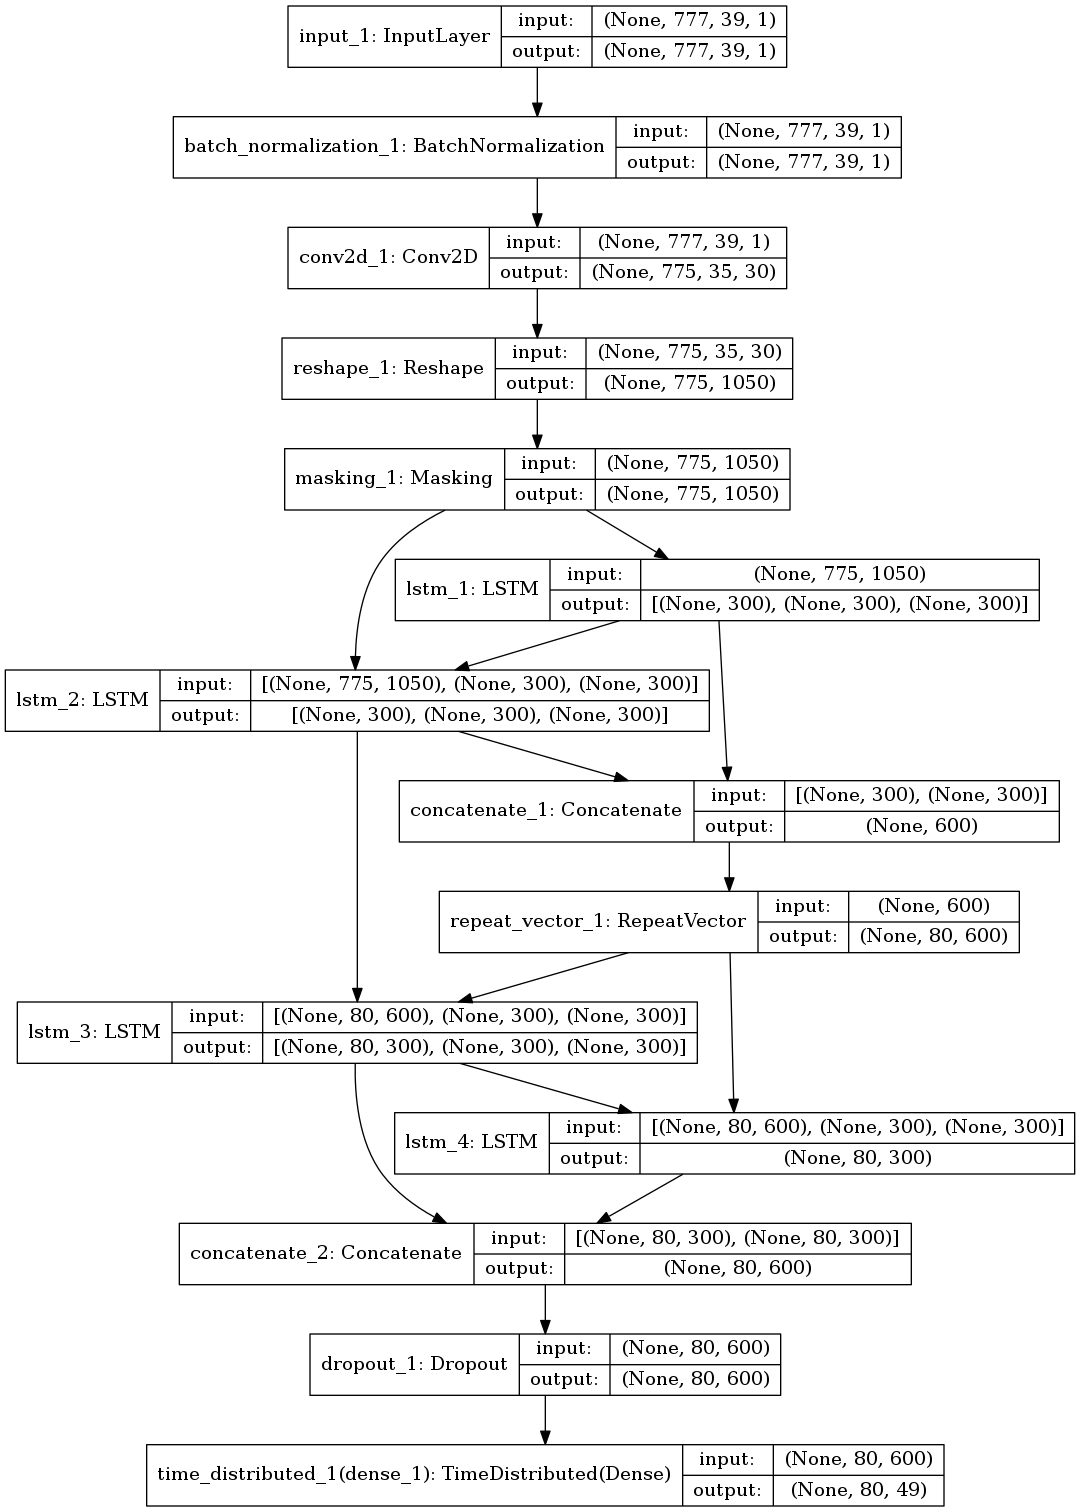 input_1: InputLayer
input: (None, 777, 39, 1)
output: (None, 777, 39, 1)
batch_normalization_1: BatchNormalization
input: (None, 777, 39, 1)
output: (None, 777, 39, 1)
conv2d_1: Conv2D
input: (None, 777, 39, 1)
output: (None, 775, 35, 30)
reshape_1: Reshape
input: (None, 775, 35, 30)
output: (None, 775, 1050)
masking_1: Masking
input: (None, 775, 1050)
output: (None, 775, 1050)
lstm_1: LSTM
input: (None, 775, 1050)
output: [(None, 300), (None, 300), (None, 300)]
lstm_2: LSTM
input: [(None, 775, 1050), (None, 300), (None, 300)]
output: [(None, 300), (None, 300), (None, 300)]
concatenate_1: Concatenate
input: [(None, 300), (None, 300)]
output: (None, 600)
repeat_vector_1: RepeatVector
input: (None, 600)
output: (None, 80, 600)
lstm_3: LSTM
input: [(None, 80, 600), (None, 300), (None, 300)]
output: [(None, 80, 300), (None, 300), (None, 300)]
lstm_4: LSTM
input: [(None, 80, 600), (None, 300), (None, 300)]
output: (None, 80, 300)
concatenate_2: Concatenate
input: [(None, 80, 300), (None, 80, 300)]
output: (None, 80, 600)
dropout_1: Dropout
input: (None, 80, 600)
output: (None, 80, 600)
time_distributed_1(dense_1): TimeDistributed(Dense)
input: (None, 80, 600)
output: (None, 80, 49)